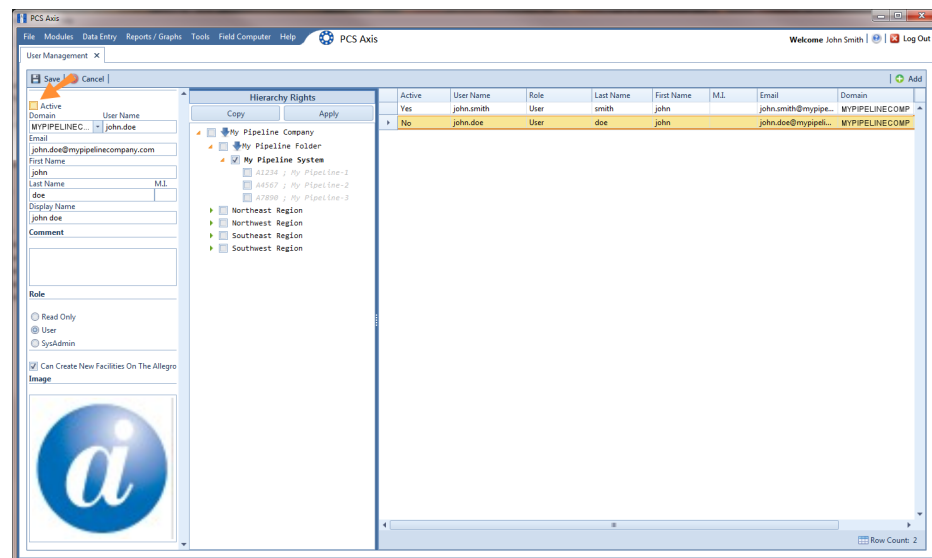 PCS Axis
File Modules Data Entry Reports / Graphs Tools Field Computer Help PCS Axis
Welcome John Smith | | Log Out
User Management X
Save | Cancel |
| Add
Active
Domain User Name
MYPIPELINEC... john.doe
Email
john.doe@mypipelinecompany.com
First Name
john
Last Name M.I.
doe
Display Name
john doe
Comment
Role
Read Only
User
SysAdmin
Can Create New Facilities On The Allegro
Image
a
Hierarchy Rights
Copy Apply
My Pipeline Company
My Pipeline Folder
My Pipeline System
A1234 ; My Pipeline-1
A4567 ; My Pipeline-2
A7890 ; My Pipeline-3
Northeast Region
Northwest Region
Southeast Region
Southwest Region
Active User Name Role Last Name First Name M.I. Email Domain
Yes john.smith User smith john john.smith@mypipe... MYPIPELINECOMP
No john.doe User doe john john.doe@mypipeli... MYPIPELINECOMP
Row Count: 2